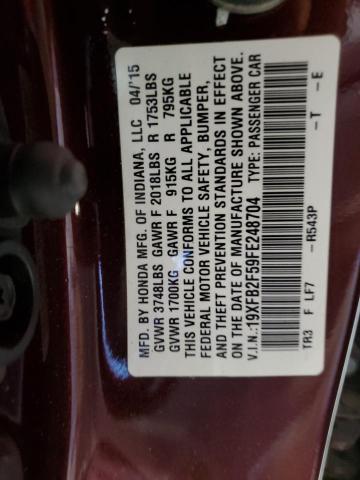 MFD. BY HONDA MFG. OF INDIANA, LLC 04/'15
GVWR 3748LBS GAWR F 2018LBS R 1753LBS
GVWR 1700KG GAWR F 915KG R 795KG
THIS VEHICLE CONFORMS TO ALL APPLICABLE
FEDERAL MOTOR VEHICLE SAFETY, BUMPER,
AND THEFT PREVENTION STANDARDS IN EFFECT
ON THE DATE OF MANUFACTURE SHOWN ABOVE.
V.I.N.:19XFB2F59FE248704 TYPE: PASSENGER CAR
TR3 F LF7 -R543P -T -E